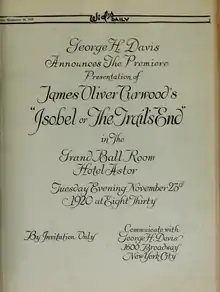 Wid's DAILY
George H. Davis
Announces The Premiere
Presentation of
James Oliver Curwood's
"Isobel or The Trail's End"
in The
Grand Ball Room
Hotel Astor
Tuesday Evening November 23rd
1920 at Eight Thirty
By Invitation Only
Communicate with
George H. Davis
1600 Broadway
New York City